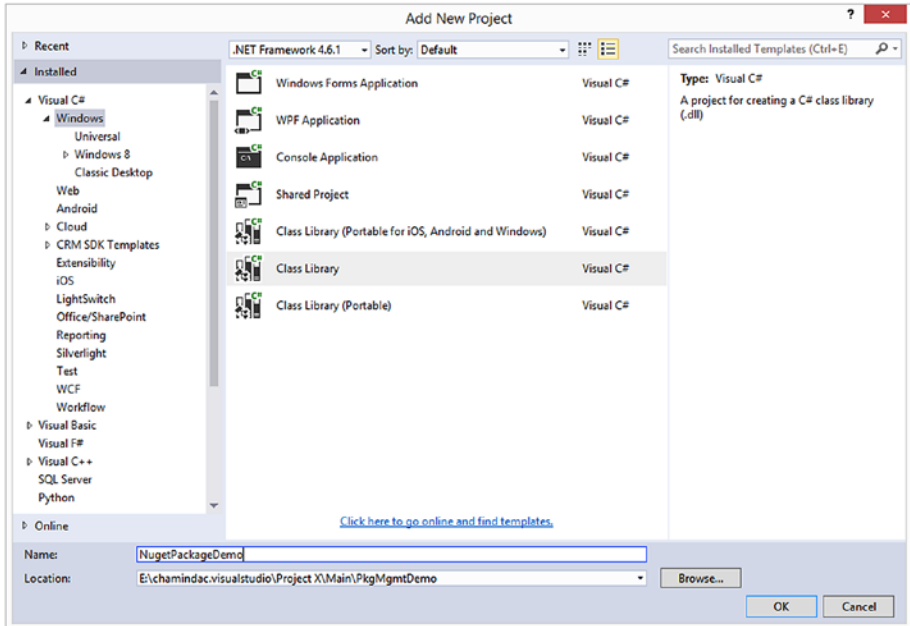 Add New Project
? ×
Recent
.NET Framework 4.6.1 Sort by: Default
Search Installed Templates (Ctrl+E)
Installed
Visual C#
Windows
Universal
Windows 8
Classic Desktop
Web
Android
Cloud
CRM SDK Templates
Extensibility
iOS
LightSwitch
Office/SharePoint
Reporting
Silverlight
Test
WCF
Workflow
Visual Basic
Visual F#
Visual C++
SQL Server
Python
Online
Windows Forms Application Visual C#
WPF Application Visual C#
Console Application Visual C#
Shared Project Visual C#
Class Library (Portable for iOS, Android and Windows) Visual C#
Class Library Visual C#
Class Library (Portable) Visual C#
Click here to go online and find templates.
Type: Visual C#
A project for creating a C# class library
(.dll)
Name: NugetPackageDemo
Location: E:\chamindac.visualstudio\Project X\Main\PkgMgmtDemo
Browse...
OK Cancel